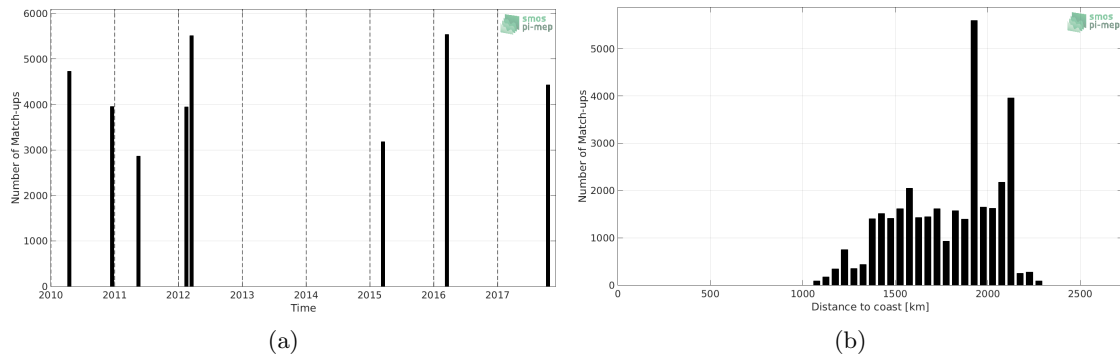 6000
5000
4000
3000
2000
1000
0
Number of Match-ups
2010 2011 2012 2013 2014 2015 2016 2017
Time
smos
pi-mep
(a)
5000
4000
3000
2000
1000
0
Number of Match-ups
0 500 1000 1500 2000 2500
Distance to coast [km]
smos
pi-mep
(b)